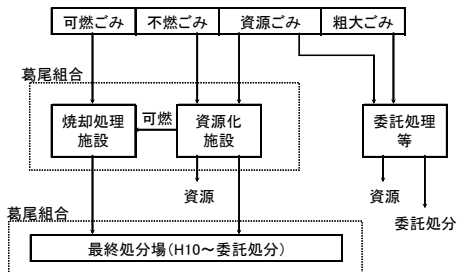 可燃ごみ 不燃ごみ 資源ごみ 粗大ごみ
葛尾組合
焼却処理
施設
可燃
資源化
施設
委託処理
等
資源
資源
委託処分
葛尾組合
最終処分場(H10～委託処分)